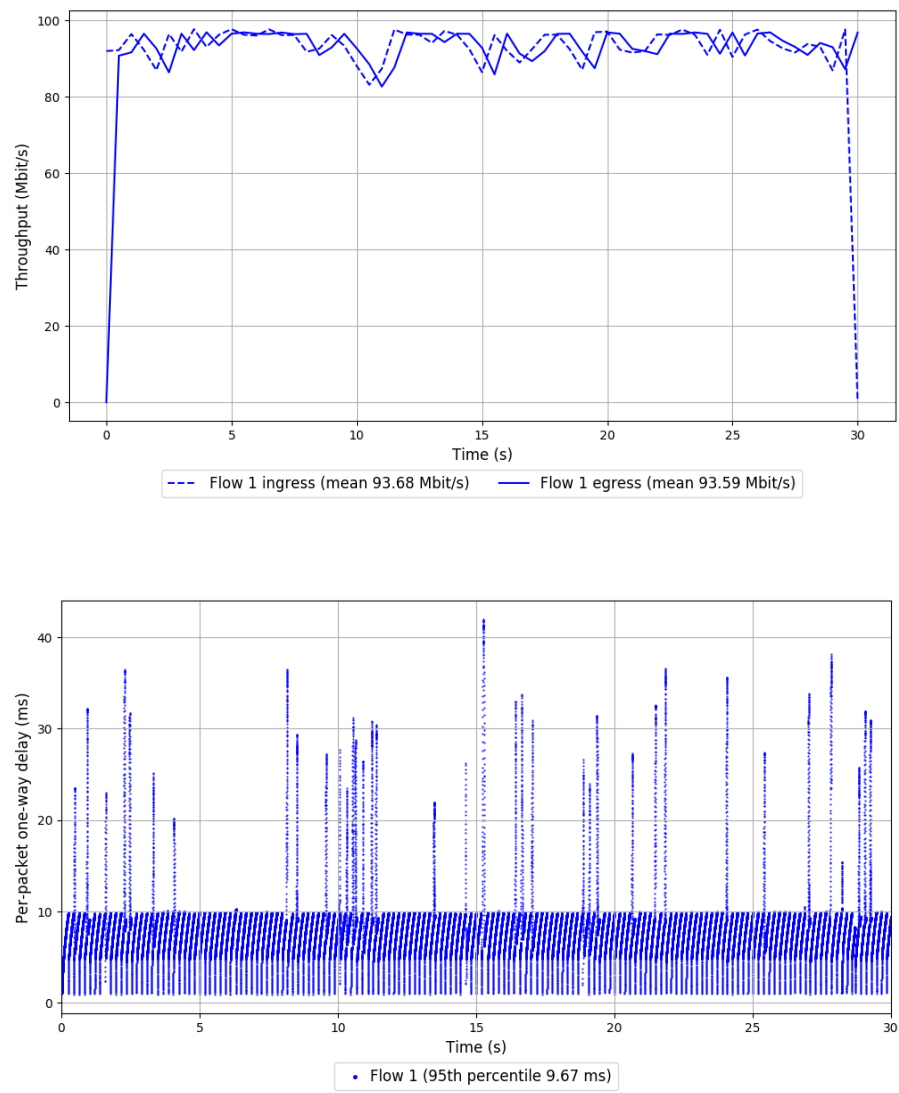 100
80
60
40
20
0
Throughput (Mbit/s)
0 5 10 15 20 25 30
Time (s)
Flow 1 ingress (mean 93.68 Mbit/s) Flow 1 egress (mean 93.59 Mbit/s)
40
30
20
10
0
Per-packet one-way delay (ms)
0 5 10 15 20 25 30
Time (s)
Flow 1 (95th percentile 9.67 ms)